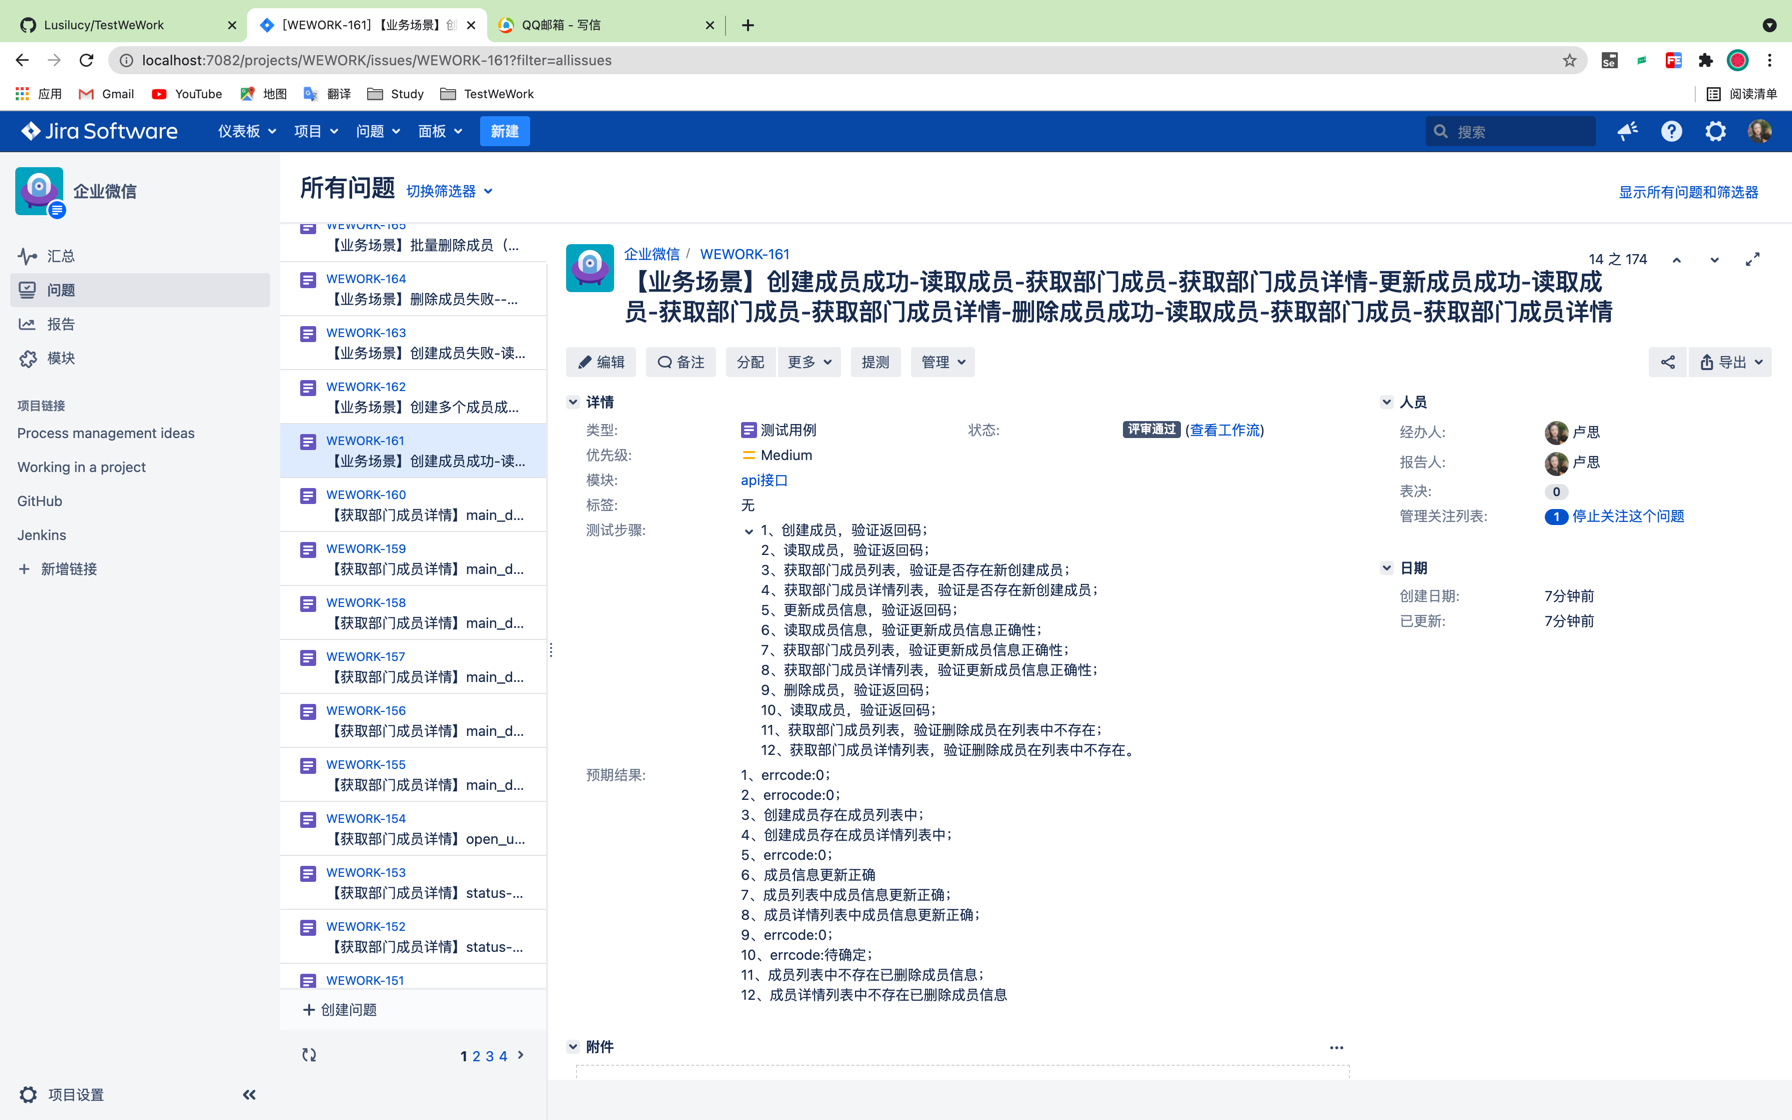 Lusilucy/TestWeWork
[WEWORK-161] 【业务场景】创
QQ邮箱 - 写信
localhost:7082/projects/WEWORK/issues/WEWORK-161?filter=allissues
应用
Gmail
YouTube
地图
翻译
Study
TestWeWork
阅读清单
Jira Software
仪表板
项目
问题
面板
新建
搜索
企业微信
汇总
问题
报告
模块
项目链接
Process management ideas
Working in a project
GitHub
Jenkins
新增链接
项目设置
所有问题
切换筛选器
显示所有问题和筛选器
WEWORK-165
【业务场景】批量删除成员（...
WEWORK-164
【业务场景】删除成员失败--...
WEWORK-163
【业务场景】创建成员失败-读...
WEWORK-162
【业务场景】创建多个成员成...
WEWORK-161
【业务场景】创建成员成功-读...
WEWORK-160
【获取部门成员详情】main_d...
WEWORK-159
【获取部门成员详情】main_d...
WEWORK-158
【获取部门成员详情】main_d...
WEWORK-157
【获取部门成员详情】main_d...
WEWORK-156
【获取部门成员详情】main_d...
WEWORK-155
【获取部门成员详情】main_d...
WEWORK-154
【获取部门成员详情】open_u...
WEWORK-153
【获取部门成员详情】status-...
WEWORK-152
【获取部门成员详情】status-...
WEWORK-151
创建问题
1 2 3 4
企业微信 / WEWORK-161
14 之 174
【业务场景】创建成员成功-读取成员-获取部门成员-获取部门成员详情-更新成员成功-读取成
员-获取部门成员-获取部门成员详情-删除成员成功-读取成员-获取部门成员-获取部门成员详情
编辑
备注
分配
更多
提测
管理
导出
详情
类型: 测试用例
状态: 评审通过 (查看工作流)
优先级: Medium
模块: api接口
标签: 无
测试步骤:
1、创建成员，验证返回码；
2、读取成员，验证返回码；
3、获取部门成员列表，验证是否存在新创建成员；
4、获取部门成员详情列表，验证是否存在新创建成员；
5、更新成员信息，验证返回码；
6、读取成员信息，验证更新成员信息正确性；
7、获取部门成员列表，验证更新成员信息正确性；
8、获取部门成员详情列表，验证更新成员信息正确性；
9、删除成员，验证返回码；
10、读取成员，验证返回码；
11、获取部门成员列表，验证删除成员在列表中不存在；
12、获取部门成员详情列表，验证删除成员在列表中不存在。
预期结果:
1、errcode:0；
2、errocode:0；
3、创建成员存在成员列表中；
4、创建成员存在成员详情列表中；
5、errcode:0；
6、成员信息更新正确
7、成员列表中成员信息更新正确；
8、成员详情列表中成员信息更新正确；
9、errcode:0；
10、errcode:待确定；
11、成员列表中不存在已删除成员信息；
12、成员详情列表中不存在已删除成员信息
附件
人员
经办人: 卢思
报告人: 卢思
表决: 0
管理关注列表: 1 停止关注这个问题
日期
创建日期: 7分钟前
已更新: 7分钟前